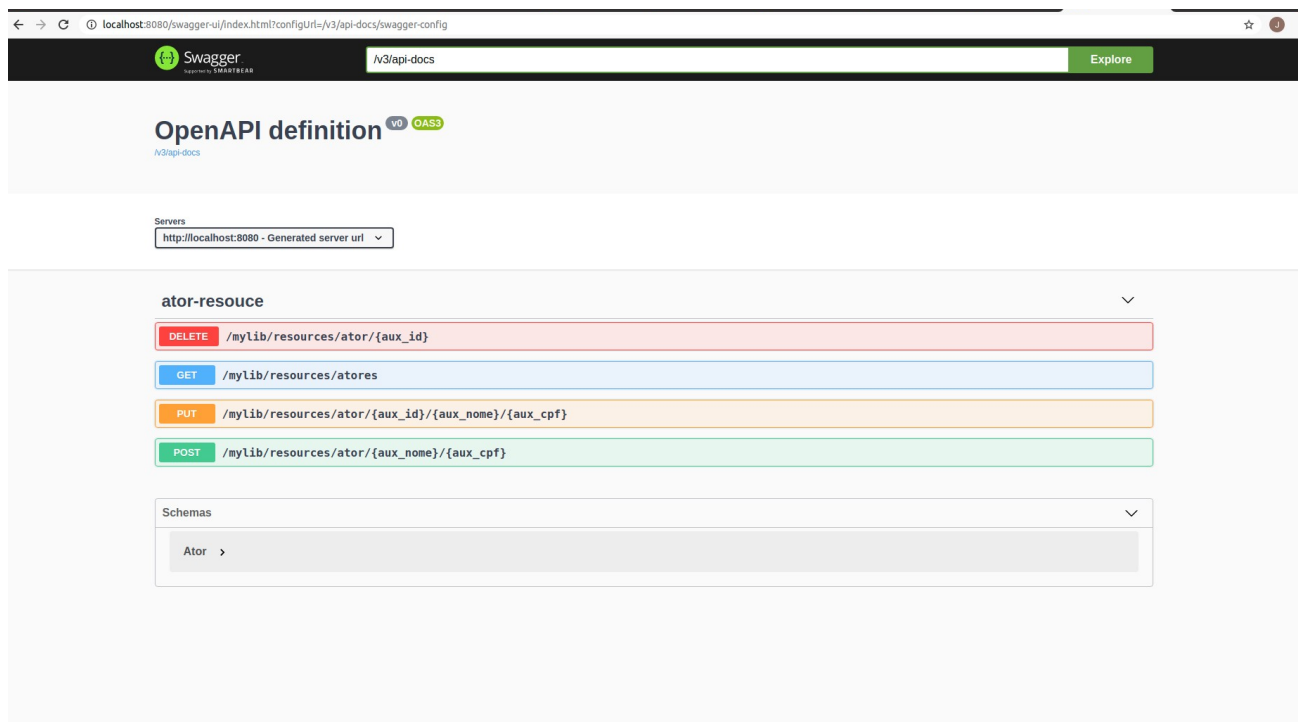 localhost:8080/swagger-ui/index.html?configUrl=/v3/api-docs/swagger-config
J
Swagger.
Supported by SMARTBEAR
/v3/api-docs
Explore
OpenAPI definition v0 OAS3
/v3/api-docs
Servers
http://localhost:8080 - Generated server url
ator-resouce
DELETE /mylib/resources/ator/{aux_id}
GET /mylib/resources/atores
PUT /mylib/resources/ator/{aux_id}/{aux_nome}/{aux_cpf}
POST /mylib/resources/ator/{aux_nome}/{aux_cpf}
Schemas
Ator